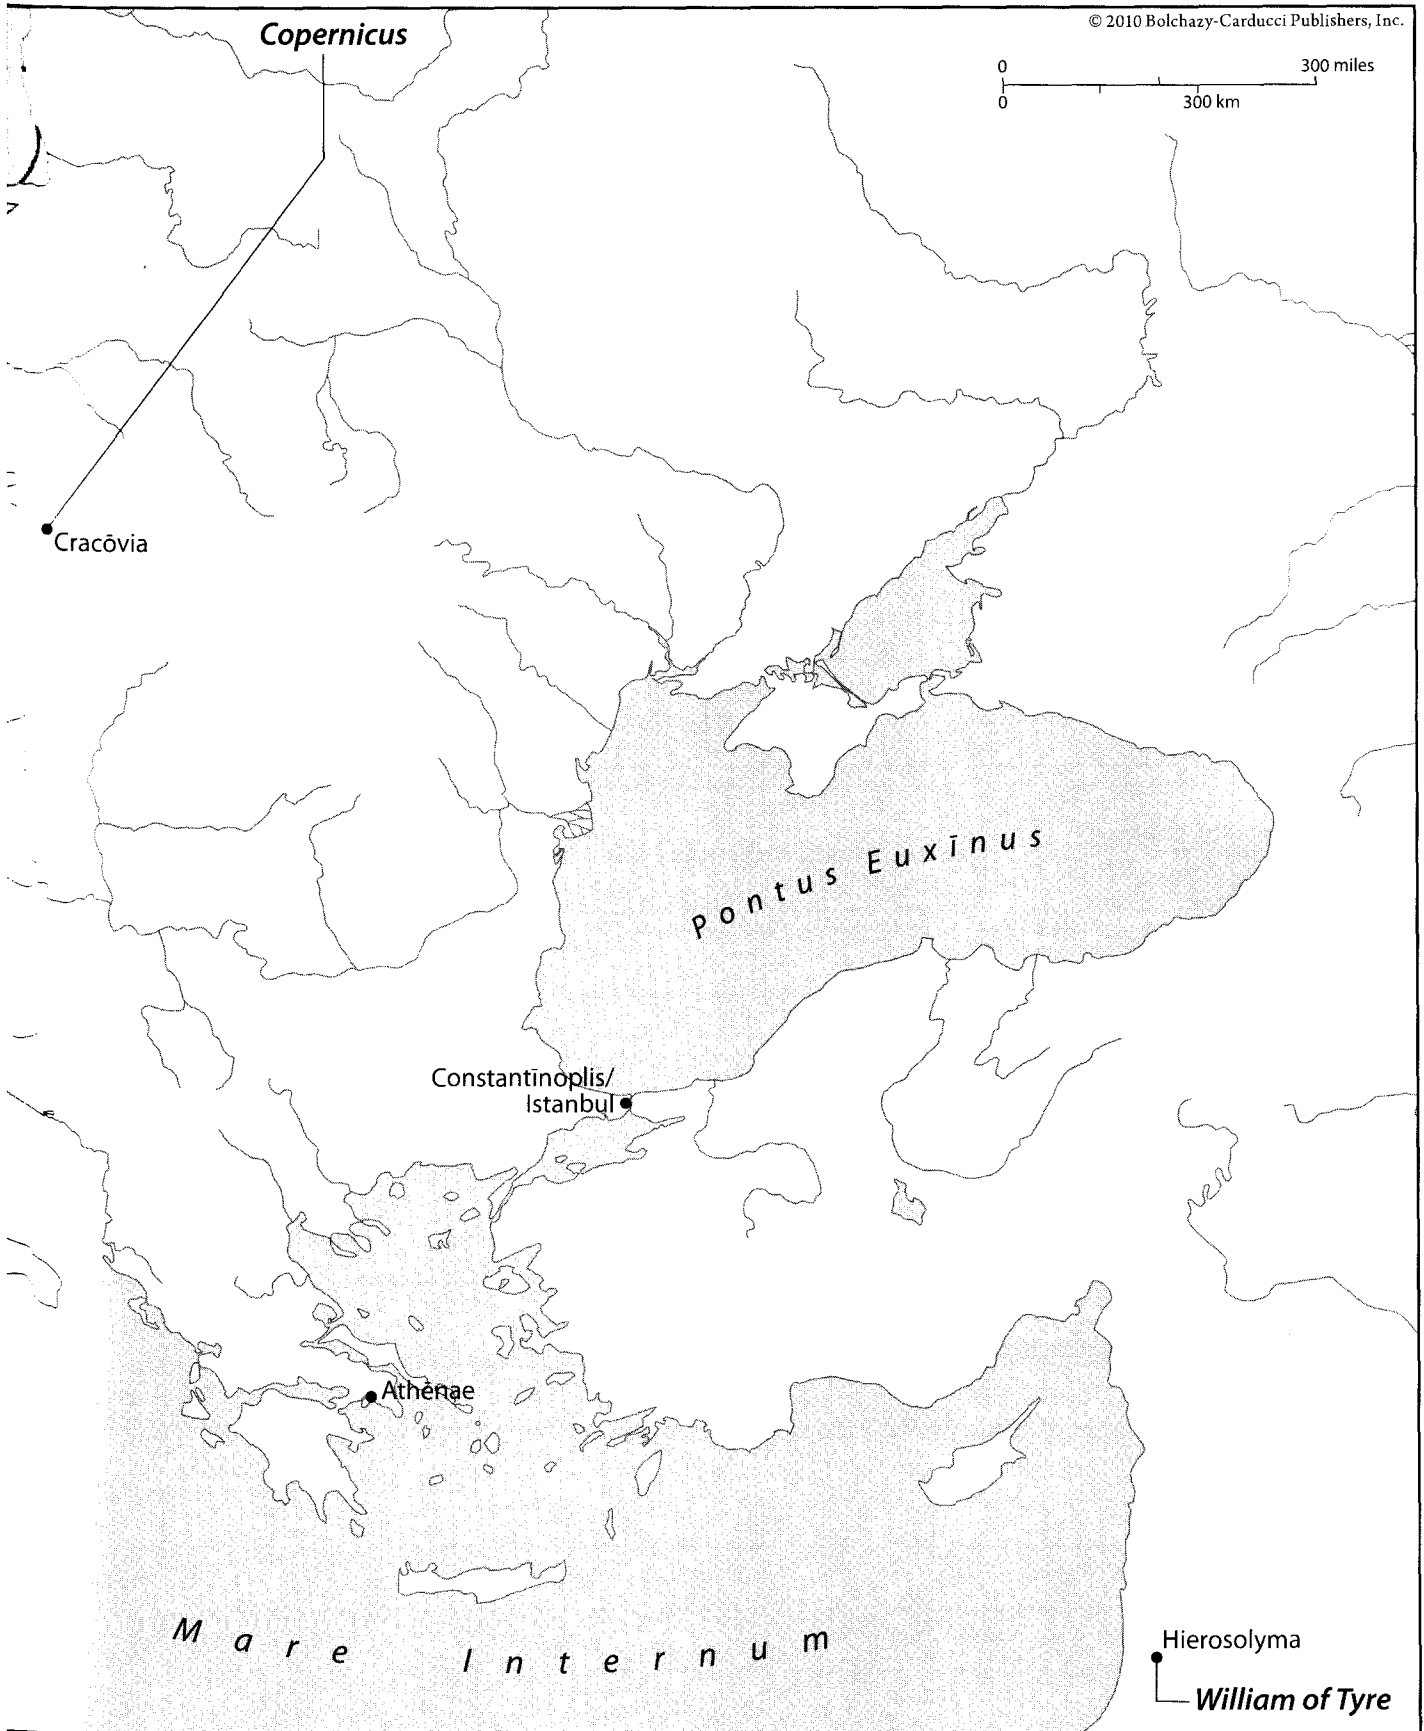 © 2010 Bolchazy-Carducci Publishers, Inc.
Copernicus
0 300 miles
0 300 km
Cracōvia
Pontus Euxīnus
Constantīnoplis/
Istanbul
Athēnae
Mare Internum
Hierosolyma
William of Tyre